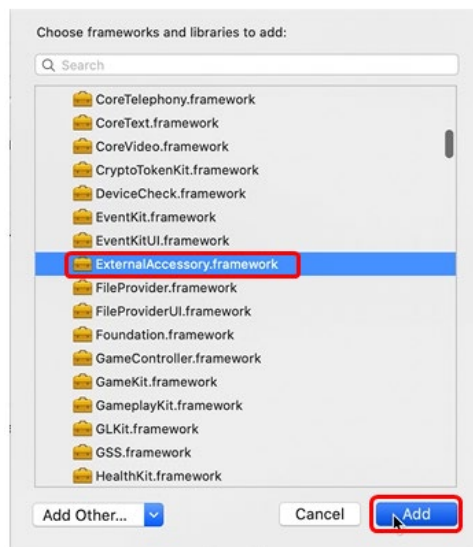 Choose frameworks and libraries to add:
Search
CoreTelephony.framework
CoreText.framework
CoreVideo.framework
CryptoTokenKit.framework
DeviceCheck.framework
EventKit.framework
EventKitUI.framework
ExternalAccessory.framework
FileProvider.framework
FileProviderUI.framework
Foundation.framework
GameController.framework
GameKit.framework
GameplayKit.framework
GLKit.framework
GSS.framework
HealthKit.framework
Add Other... Cancel Add